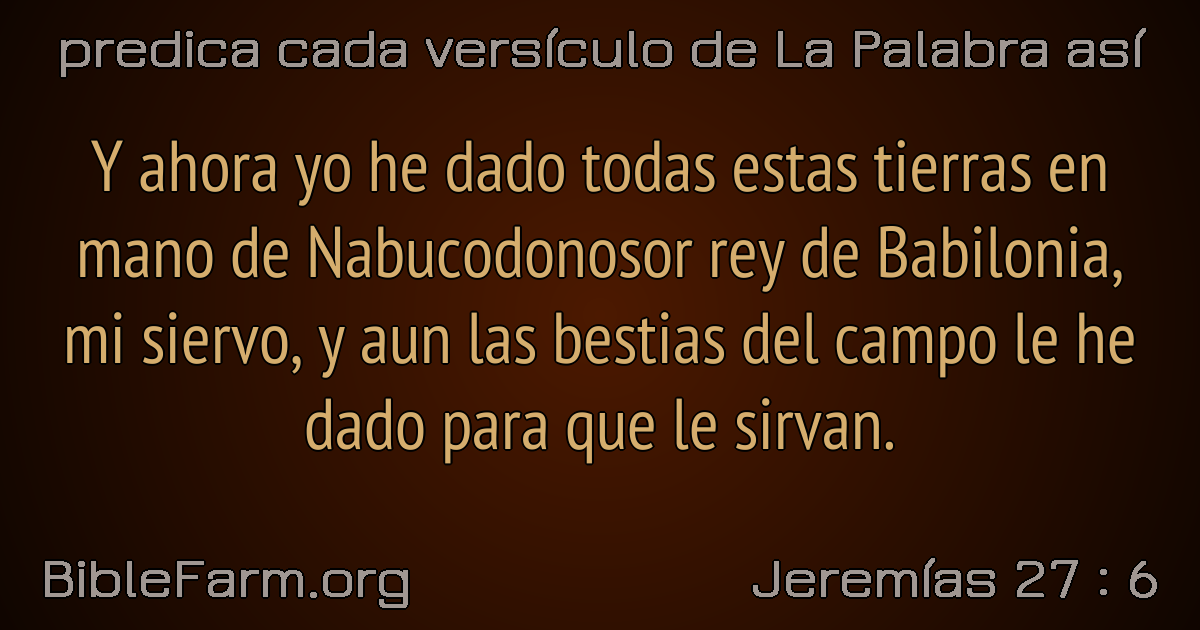 predica cada versículo de La Palabra así
Y ahora yo he dado todas estas tierras en
mano de Nabucodonosor rey de Babilonia,
mi siervo, y aun las bestias del campo le he
dado para que le sirvan.
BibleFarm.org
Jeremías 27 : 6